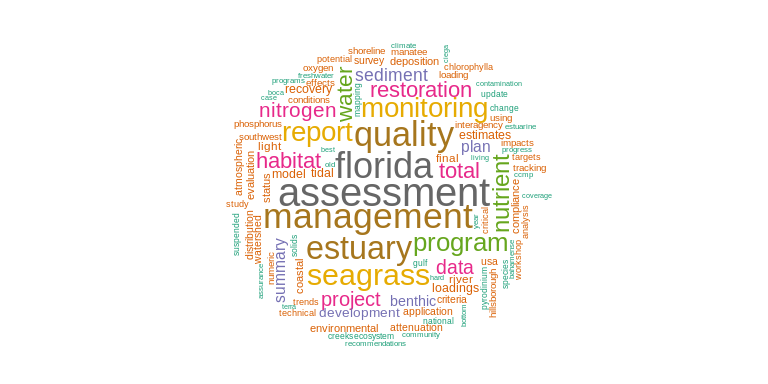 climate
shoreline manatee ciega
potential survey deposition
oxygen sediment chlorophylla
freshwater loading
programs effects water mapping restoration contamination
boca recovery update
case conditions monitoring change
nitrogen
phosphorus report quality interagency using estuarine
southwest estimates
light best plan impacts
habitat florida final progress
old total living targets
atmospheric evaluation model tidal tracking
status assessment nutrient ccmp
study coverage
management year critical compliance analysis
suspended distribution watershed solids estuary program
summary gulf data usa workshop
assurance numeric coastal seagrass hard river species
loadings pyrodinium hillsborough
trends project benthic criteria
term
technical development application bottom
national
environmental attenuation
creeksecosystem community
recommendations